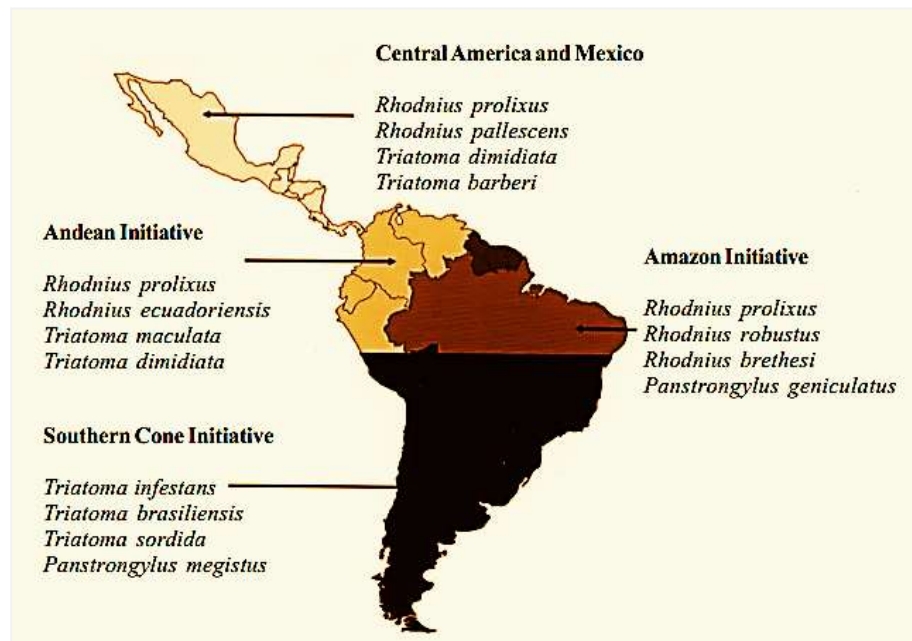 Central America and Mexico
Rhodnius prolixus
Rhodnius pallescens
Triatoma dimidiata
Triatoma barberi
Andean Initiative
Rhodnius prolixus
Rhodnius ecuadoriensis
Triatoma maculata
Triatoma dimidiata
Amazon Initiative
Rhodnius prolixus
Rhodnius robustus
Rhodnius brethesi
Panstrongylus geniculatus
Southern Cone Initiative
Triatoma infestans
Triatoma brasiliensis
Triatoma sordida
Panstrongylus megistus